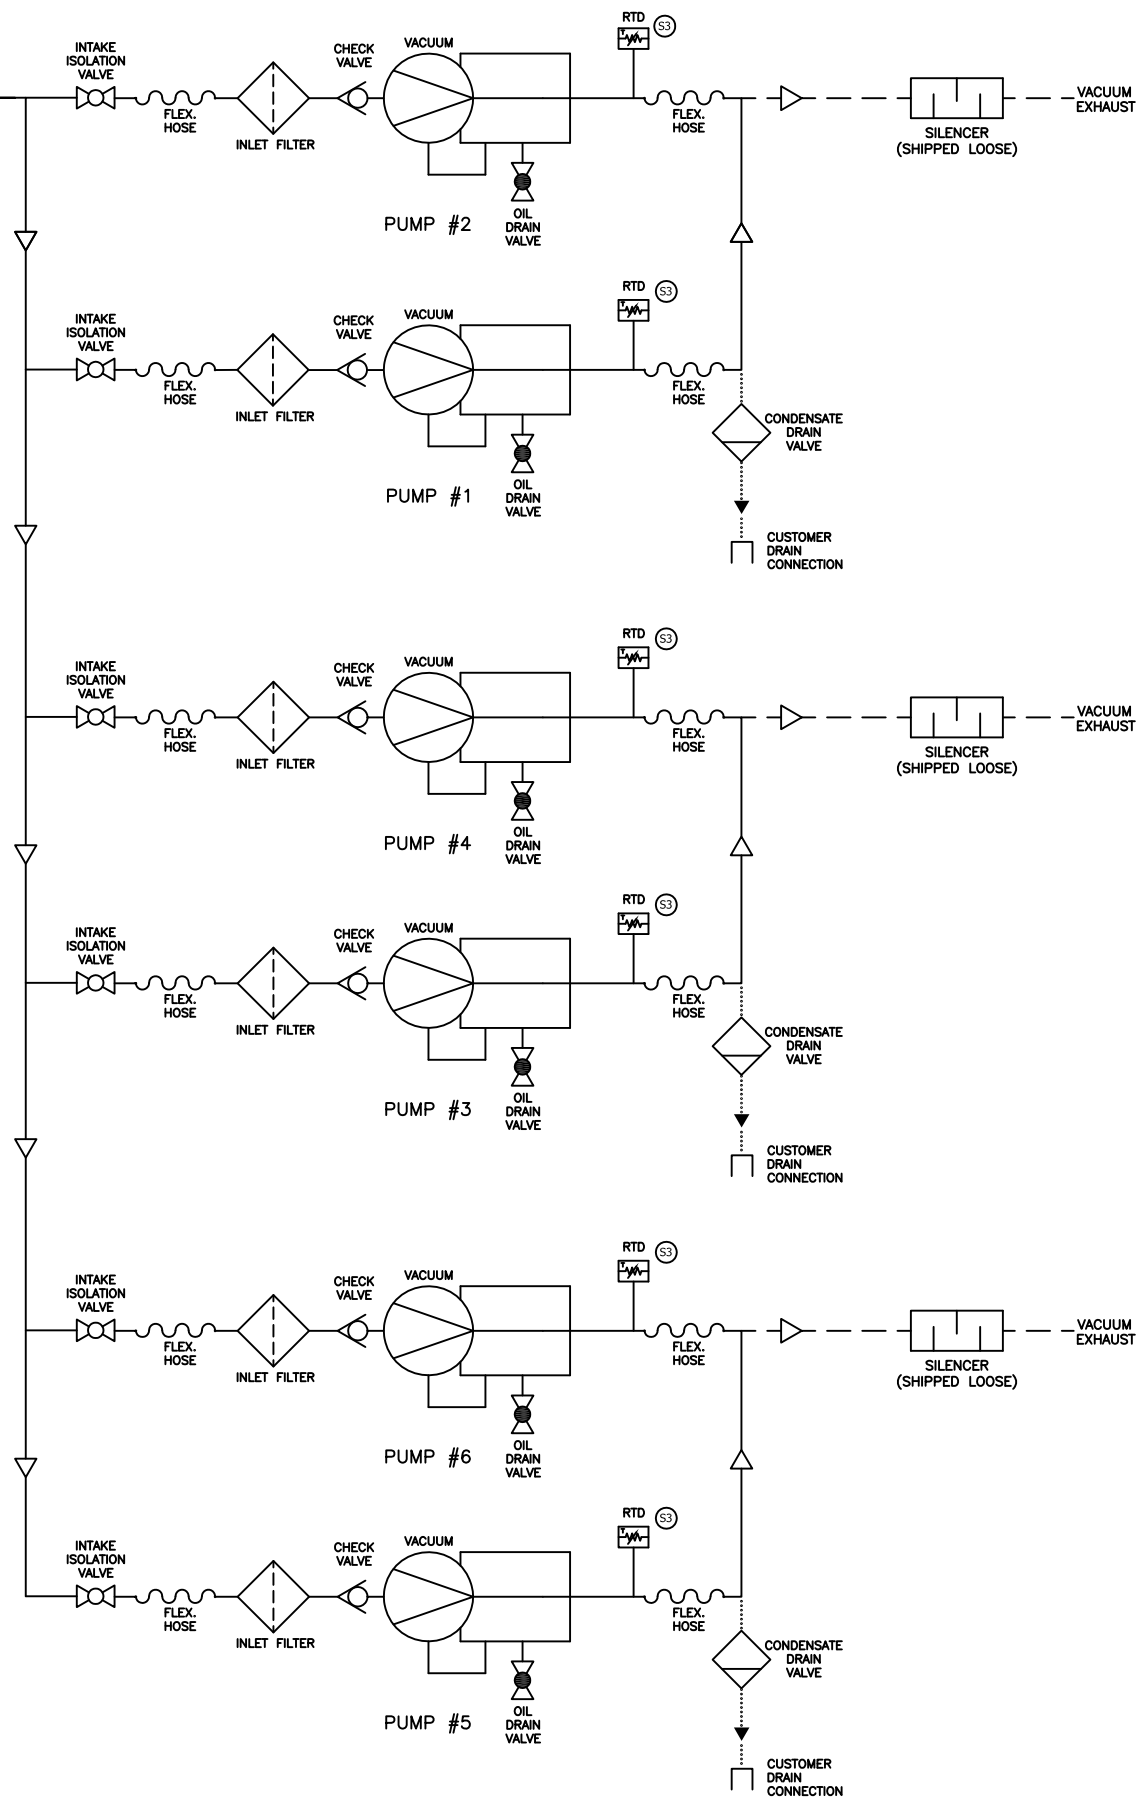 RTD
S3
INTAKE
ISOLATION
VALVE
CHECK
VALVE
VACUUM
FLEX.
HOSE
INLET FILTER
FLEX.
HOSE
VACUUM
EXHAUST
SILENCER
(SHIPPED LOOSE)
PUMP #2
OIL
DRAIN
VALVE
RTD
S3
INTAKE
ISOLATION
VALVE
CHECK
VALVE
VACUUM
FLEX.
HOSE
INLET FILTER
FLEX.
HOSE
CONDENSATE
DRAIN
VALVE
PUMP #1
OIL
DRAIN
VALVE
CUSTOMER
DRAIN
CONNECTION
RTD
S3
INTAKE
ISOLATION
VALVE
CHECK
VALVE
VACUUM
FLEX.
HOSE
INLET FILTER
FLEX.
HOSE
VACUUM
EXHAUST
SILENCER
(SHIPPED LOOSE)
PUMP #4
OIL
DRAIN
VALVE
RTD
S3
INTAKE
ISOLATION
VALVE
CHECK
VALVE
VACUUM
FLEX.
HOSE
INLET FILTER
FLEX.
HOSE
CONDENSATE
DRAIN
VALVE
PUMP #3
OIL
DRAIN
VALVE
CUSTOMER
DRAIN
CONNECTION
RTD
S3
INTAKE
ISOLATION
VALVE
CHECK
VALVE
VACUUM
FLEX.
HOSE
INLET FILTER
FLEX.
HOSE
VACUUM
EXHAUST
SILENCER
(SHIPPED LOOSE)
PUMP #6
OIL
DRAIN
VALVE
RTD
S3
INTAKE
ISOLATION
VALVE
CHECK
VALVE
VACUUM
FLEX.
HOSE
INLET FILTER
FLEX.
HOSE
CONDENSATE
DRAIN
VALVE
PUMP #5
OIL
DRAIN
VALVE
CUSTOMER
DRAIN
CONNECTION